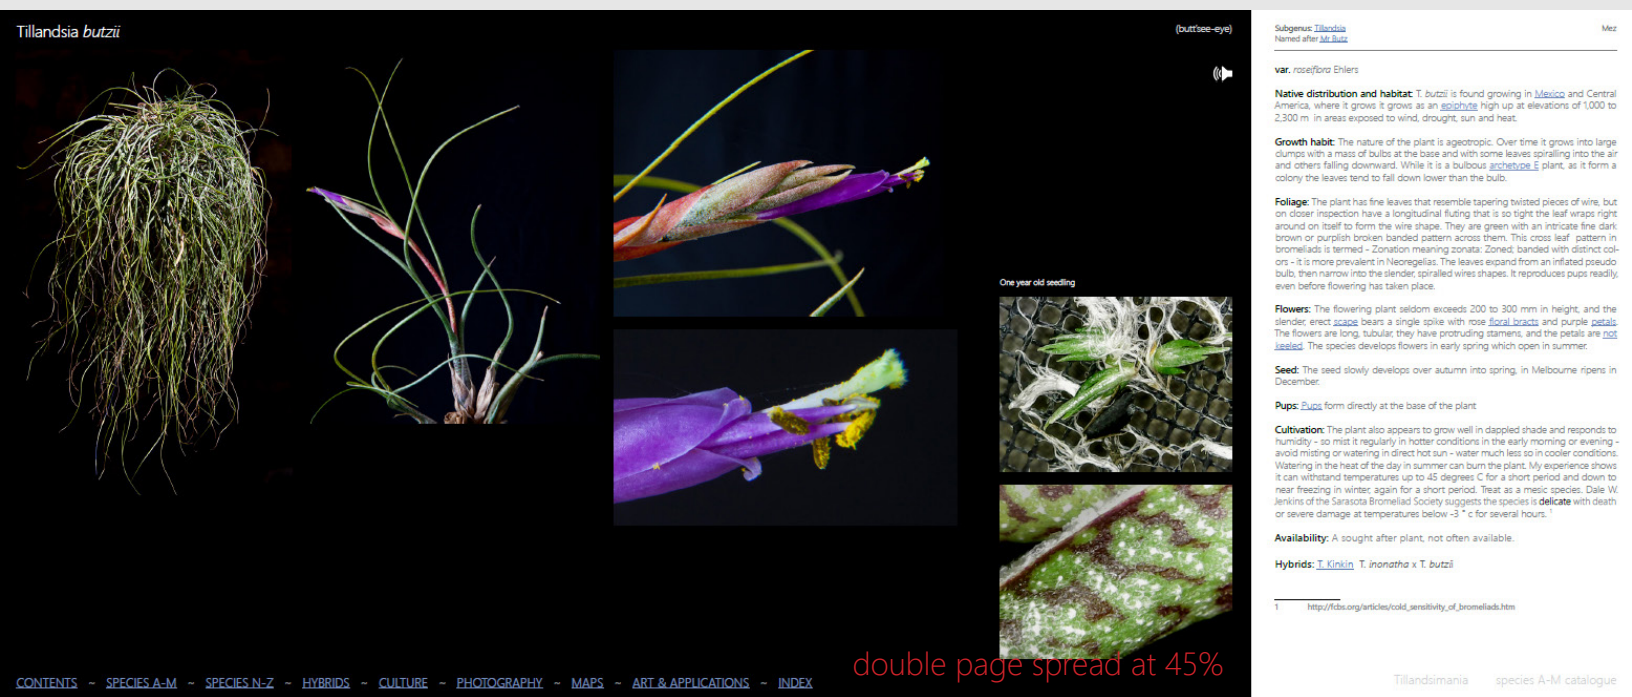 Tillandsia butzii
(butt'see-eye)
One year old seedling
double page spread at 45%
CONTENTS ~ SPECIES A-M ~ SPECIES N-Z ~ HYBRIDS ~ CULTURE ~ PHOTOGRAPHY ~ MAPS ~ ART & APPLICATIONS ~ INDEX
Subgenus: Tillandsia Mez
Named after Mr Butz
var. roseiflora Ehlers
Native distribution and habitat: T. butzii is found growing in Mexico and Central
America, where it grows it grows as an epiphyte high up at elevations of 1,000 to
2,300 m in areas exposed to wind, drought, sun and heat.
Growth habit: The nature of the plant is ageotropic. Over time it grows into large
clumps with a mass of bulbs at the base and with some leaves spiralling into the air
and others falling downward. While it is a bulbous archetype E plant, as it form a
colony the leaves tend to fall down lower than the bulb.
Foliage: The plant has fine leaves that resemble tapering twisted pieces of wire, but
on closer inspection have a longitudinal fluting that is so tight the leaf wraps right
around on itself to form the wire shape. They are green with an intricate fine dark
brown or purplish broken banded pattern across them. This cross leaf pattern in
bromeliads is termed - Zonation meaning zonata: Zoned; banded with distinct col-
ors - it is more prevalent in Neoregelias. The leaves expand from an inflated pseudo
bulb, then narrow into the slender, spiralled wires shapes. It reproduces pups readily,
even before flowering has taken place.
Flowers: The flowering plant seldom exceeds 200 to 300 mm in height, and the
slender, erect scape bears a single spike with rose floral bracts and purple petals.
The flowers are long, tubular, they have protruding stamens, and the petals are not
keeled. The species develops flowers in early spring which open in summer.
Seed: The seed slowly develops over autumn into spring, in Melbourne ripens in
December.
Pups: Pups form directly at the base of the plant
Cultivation: The plant also appears to grow well in dappled shade and responds to
humidity - so mist it regularly in hotter conditions in the early morning or evening -
avoid misting or watering in direct hot sun - water much less so in cooler conditions.
Watering in the heat of the day in summer can burn the plant. My experience shows
it can withstand temperatures up to 45 degrees C for a short period and down to
near freezing in winter, again for a short period. Treat as a mesic species. Dale W.
Jenkins of the Sarasota Bromeliad Society suggests the species is delicate with death
or severe damage at temperatures below -3 ° c for several hours. 1
Availability: A sought after plant, not often available.
Hybrids: T. Kinkin T. inonatha x T. butzii
1 http://fcbs.org/articles/cold_sensitivity_of_bromeliads.htm
Tillandsimania species A-M catalogue